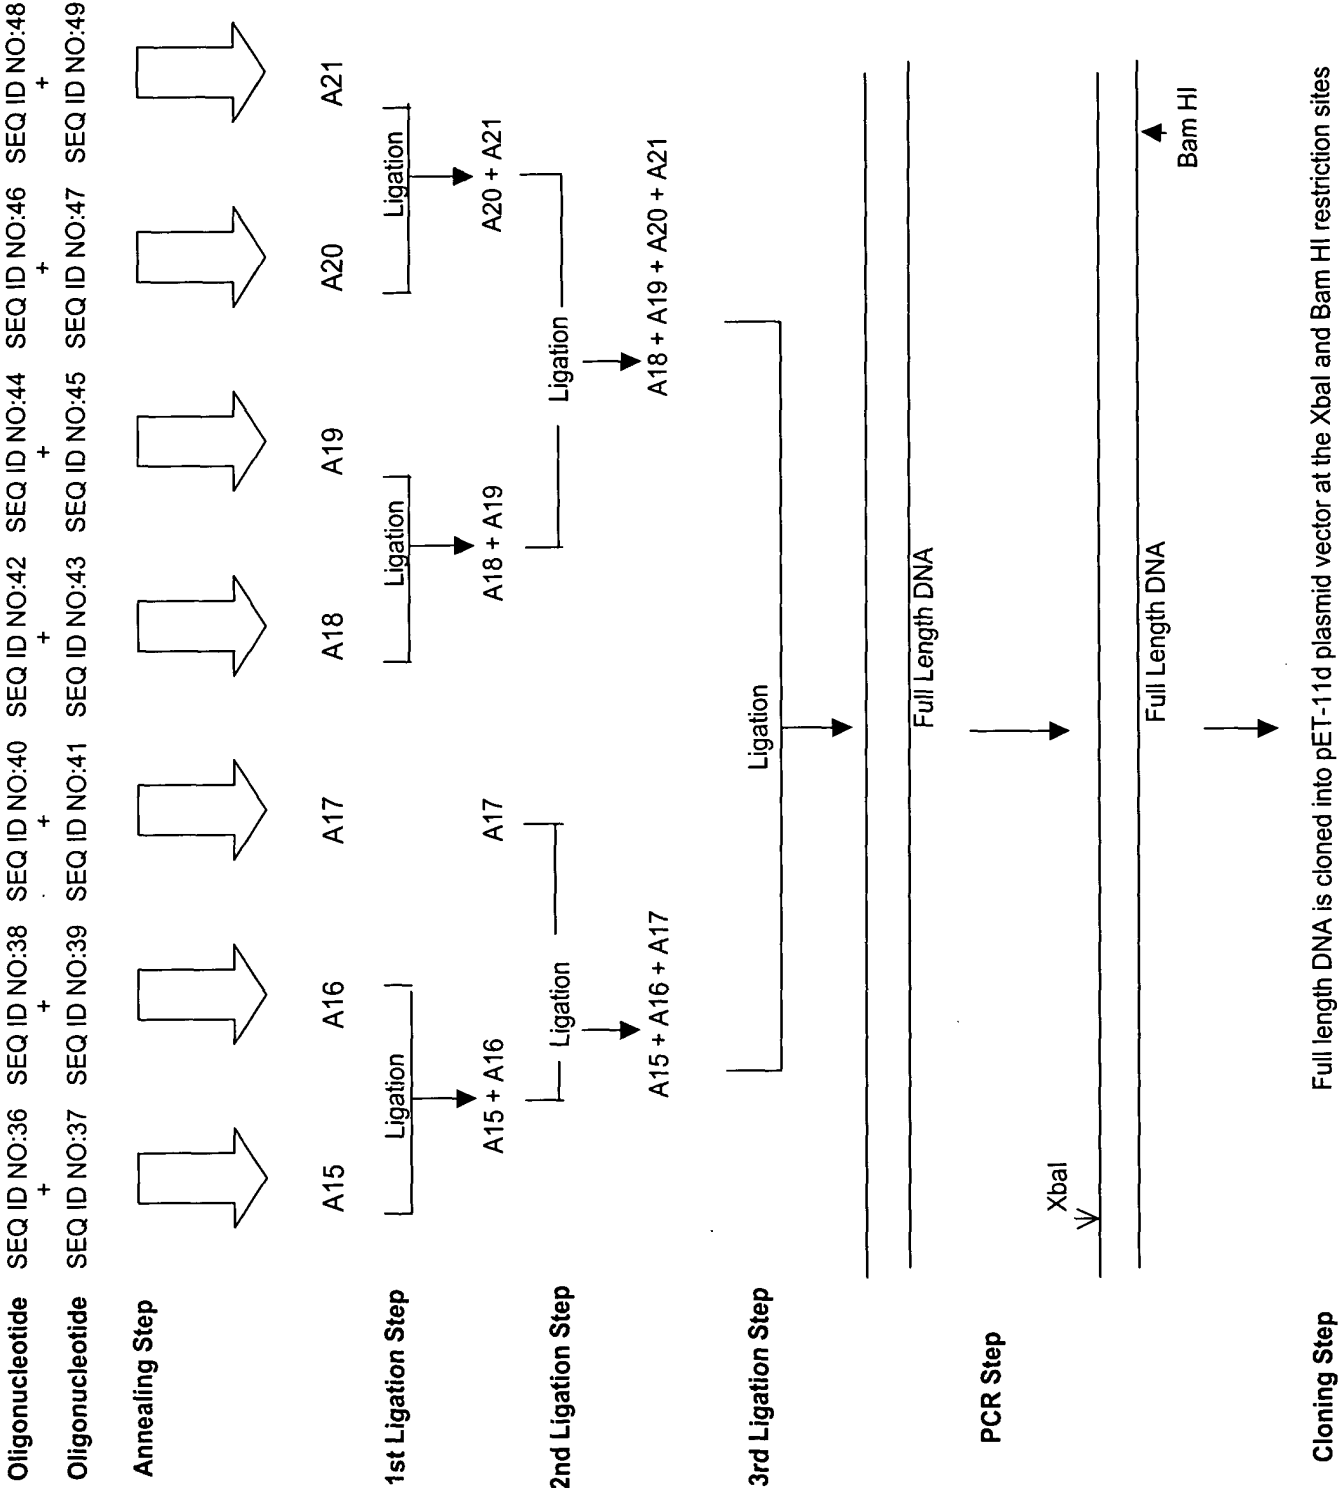 Oligonucleotide SEQ ID NO:36 SEQ ID NO:38 SEQ ID NO:40 SEQ ID NO:42 SEQ ID NO:44 SEQ ID NO:46 SEQ ID NO:48
+ + + + + + +
Oligonucleotide SEQ ID NO:37 SEQ ID NO:39 SEQ ID NO:41 SEQ ID NO:43 SEQ ID NO:45 SEQ ID NO:47 SEQ ID NO:49
Annealing Step
A15 A16 A17 A18 A19 A20 A21
1st Ligation Step Ligation Ligation Ligation
A15 + A16 A17 A18 + A19 A20 + A21
2nd Ligation Step Ligation Ligation
A15 + A16 + A17 A18 + A19 + A20 + A21
3rd Ligation Step Ligation
Full Length DNA
PCR Step
XbaI
Full Length DNA
Bam HI
Cloning Step Full length DNA is cloned into pET-11d plasmid vector at the XbaI and Bam HI restriction sites